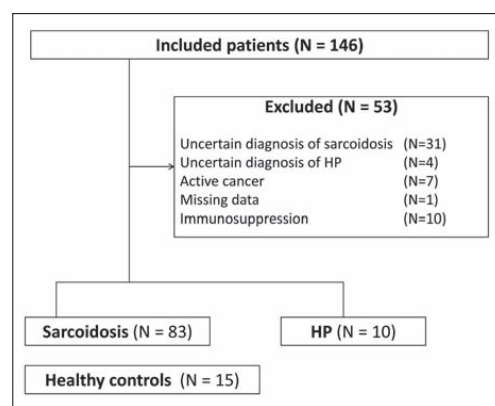 Included patients (N = 146)
Excluded (N = 53)
Uncertain diagnosis of sarcoidosis (N=31)
Uncertain diagnosis of HP (N=4)
Active cancer (N=7)
Missing data (N=1)
Immunosuppression (N=10)
Sarcoidosis (N = 83)
HP (N = 10)
Healthy controls (N = 15)